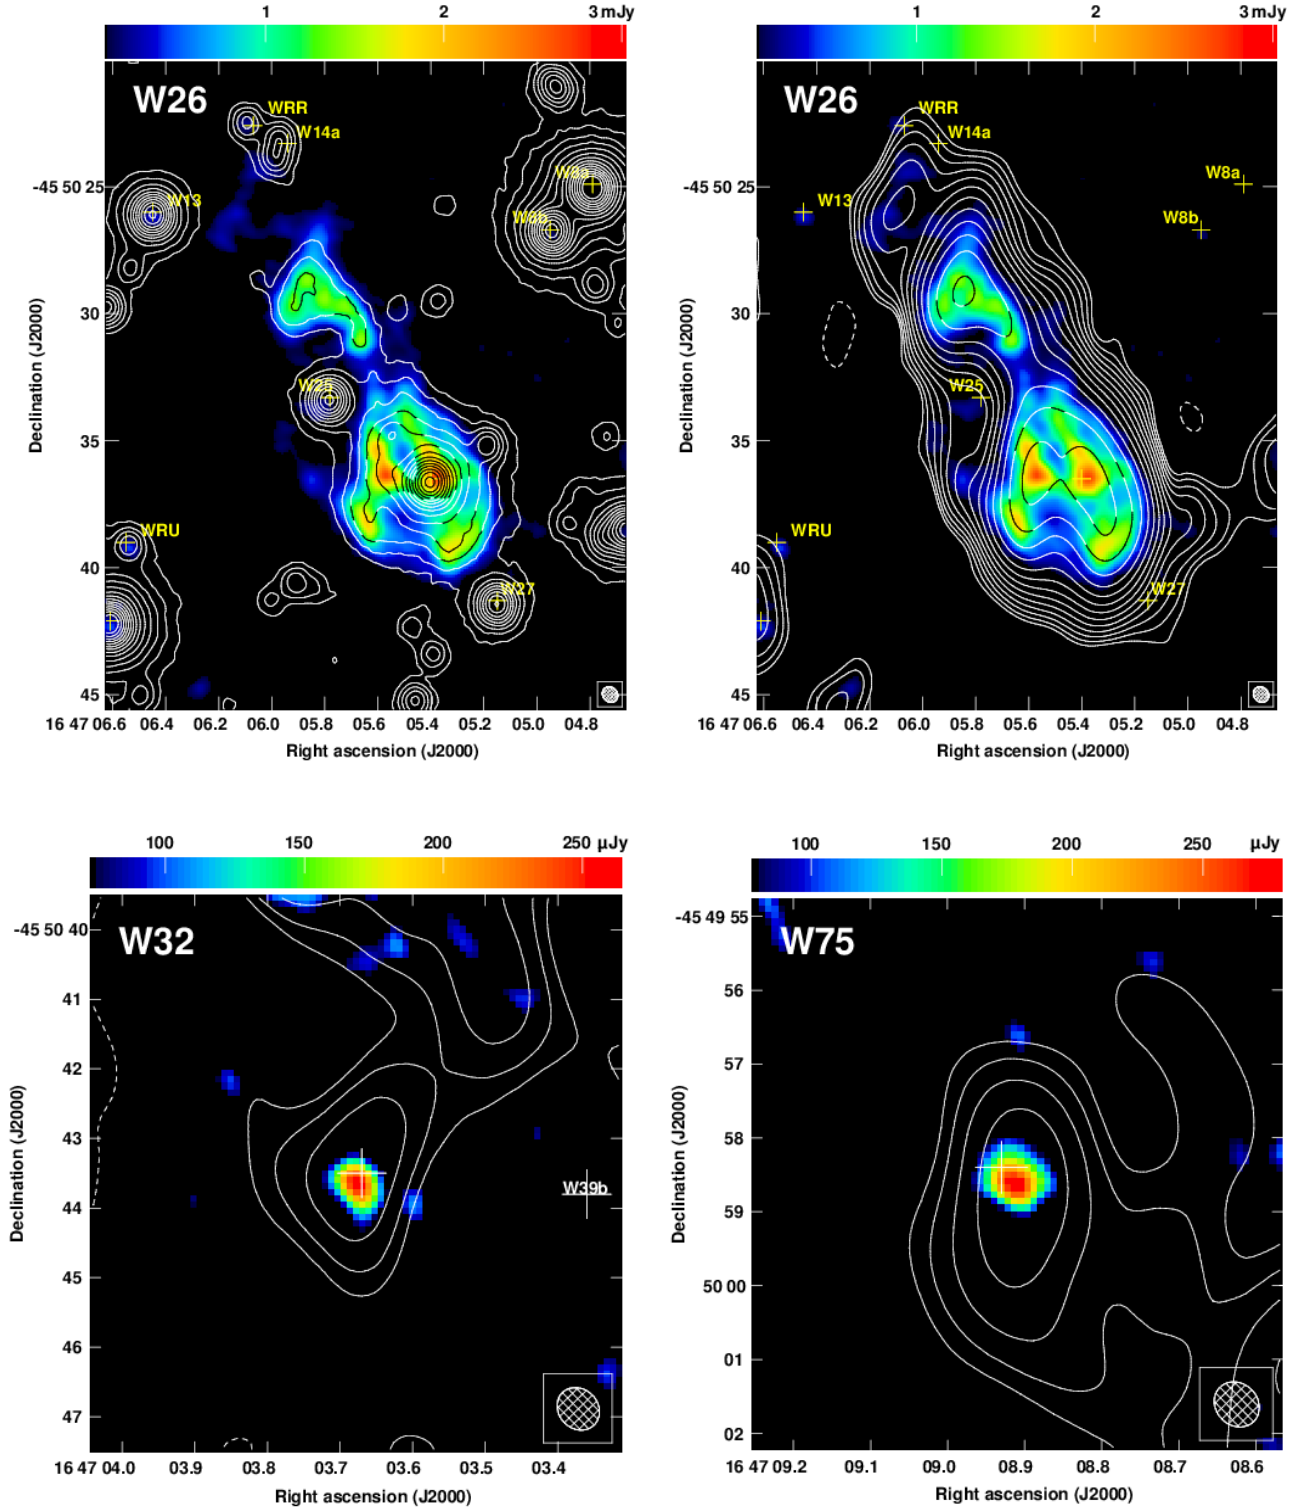 1 2 3 mJy
W26
WRR
W14a
W8a
W13
W8b
W25
WRU
W27
-45 50 25
30
35
40
45
Declination (J2000)
16 47 06.6 06.4 06.2 06.0 05.8 05.6 05.4 05.2 05.0 04.8
Right ascension (J2000)
1 2 3 mJy
W26
WRR
W14a
W8a
W13
W8b
W25
WRU
W27
-45 50 25
30
35
40
45
Declination (J2000)
16 47 06.6 06.4 06.2 06.0 05.8 05.6 05.4 05.2 05.0 04.8
Right ascension (J2000)
100 150 200 250 µJy
W32
W39b
-45 50 40
41
42
43
44
45
46
47
Declination (J2000)
16 47 04.0 03.9 03.8 03.7 03.6 03.5 03.4
Right ascension (J2000)
100 150 200 250 µJy
W75
-45 49 55
56
57
58
59
50 00
01
02
Declination (J2000)
16 47 09.2 09.1 09.0 08.9 08.8 08.7 08.6
Right ascension (J2000)